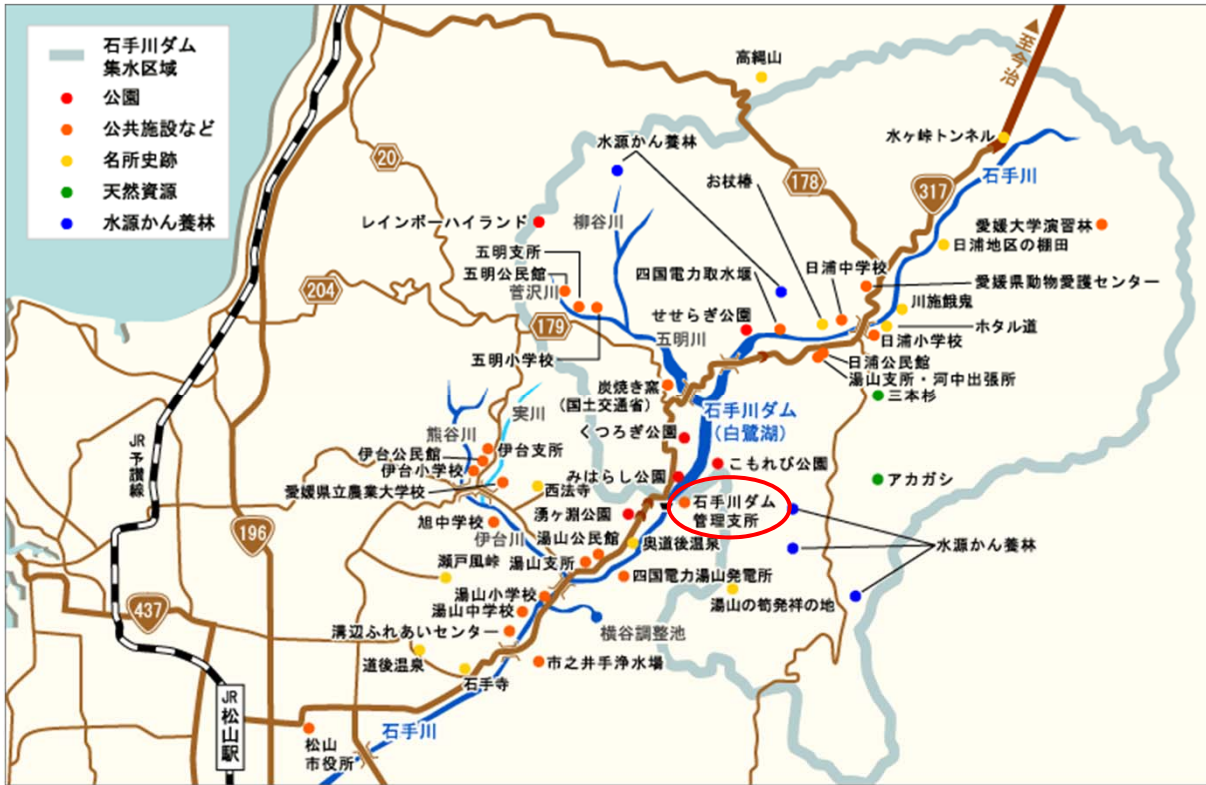 石手川ダム
集水区域
公園
公共施設など
名所史跡
天然資源
水源かん養林
高縄山
至今治
水ヶ峠トンネル
20
水源かん養林
お杖椿
178
317
石手川
レインボーハイランド
柳谷川
愛媛大学演習林
日浦地区の棚田
五明支所
五明公民館
菅沢川
四国電力取水堰
日浦中学校
愛媛県動物愛護センター
204
179
せせらぎ公園
川施餓鬼
ホタル道
五明川
日浦小学校
五明小学校
日浦公民館
湯山支所・河中出張所
炭焼き窯
(国土交通省)
三本杉
実川
石手川ダム
(白鷺湖)
熊谷川
くつろぎ公園
伊台支所
伊台公民館
伊台小学校
こもれび公園
みはらし公園
アカガシ
JR予讃線
愛媛県立農業大学校
西法寺
石手川ダム
管理支所
湧ヶ淵公園
旭中学校
伊台川
196
湯山公民館
奥道後温泉
水源かん養林
瀬戸風峠
湯山支所
四国電力湯山発電所
湯山小学校
湯山の筍発祥の地
437
湯山中学校
溝辺ふれあいセンター
横谷調整池
道後温泉
市之井手浄水場
石手寺
JR松山駅
石手川
松山
市役所